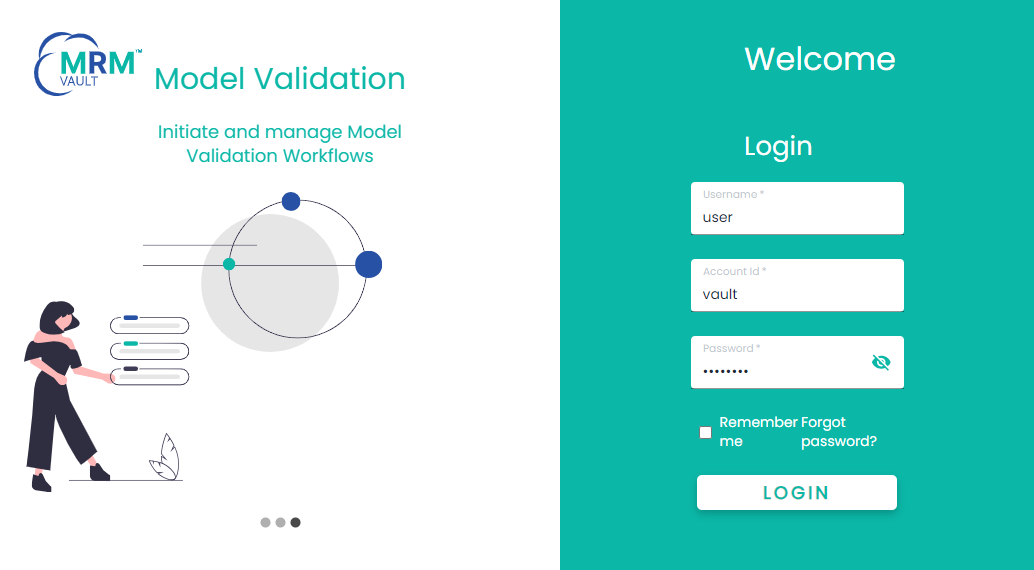 MRM™
VAULT
Model Validation
Initiate and manage Model
Validation Workflows
Welcome
Login
Username *
user
Account Id *
vault
Password *
••••••••
Remember me
Forgot password?
LOGIN